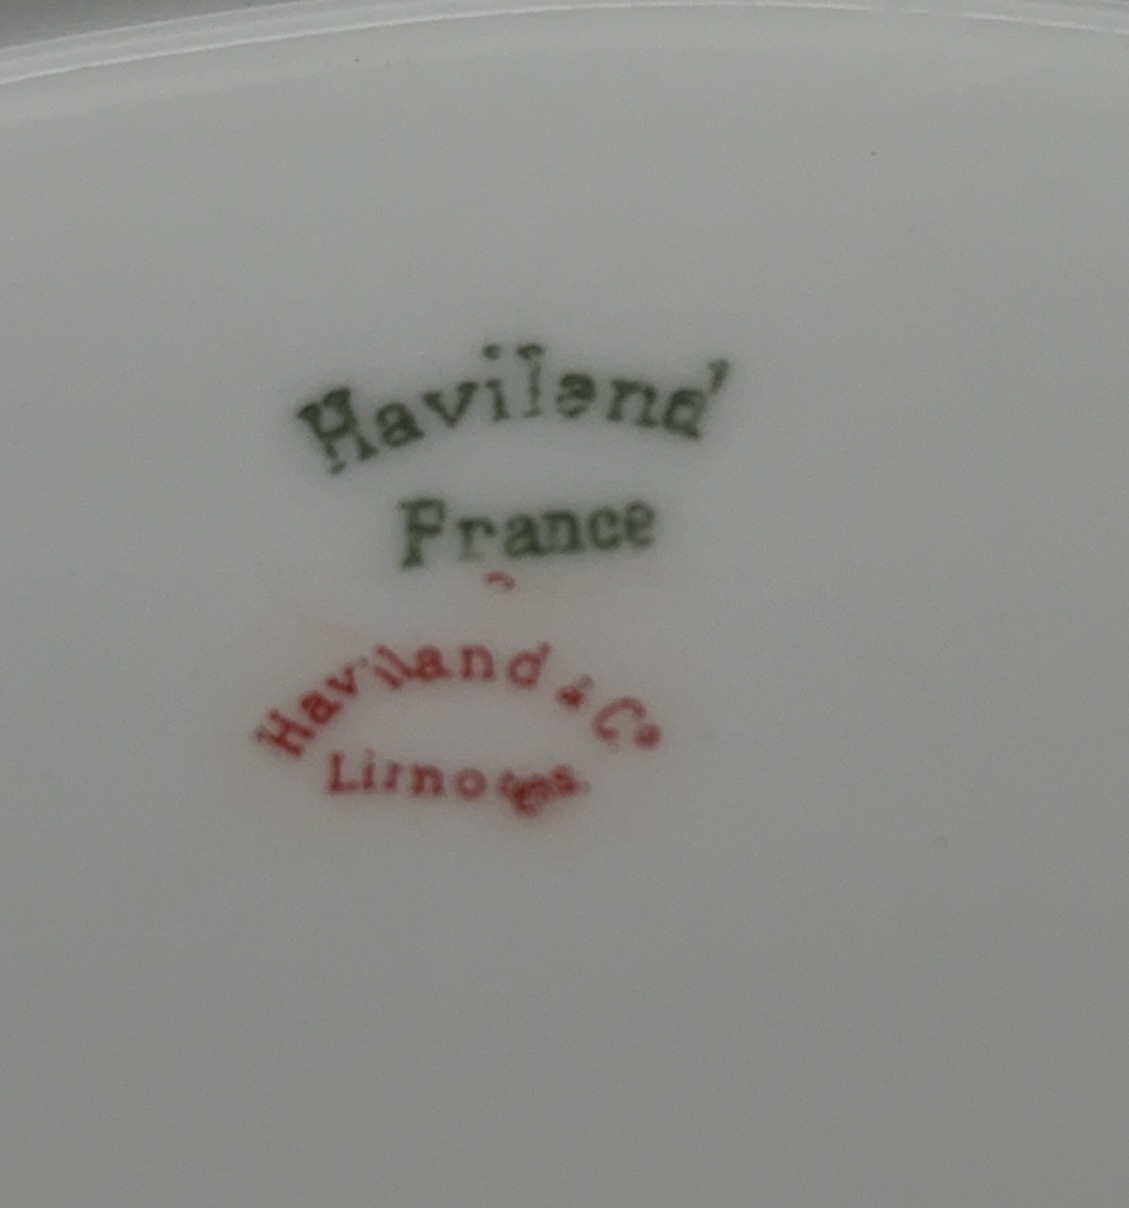 Haviland
France
Haviland & Co
Limoges